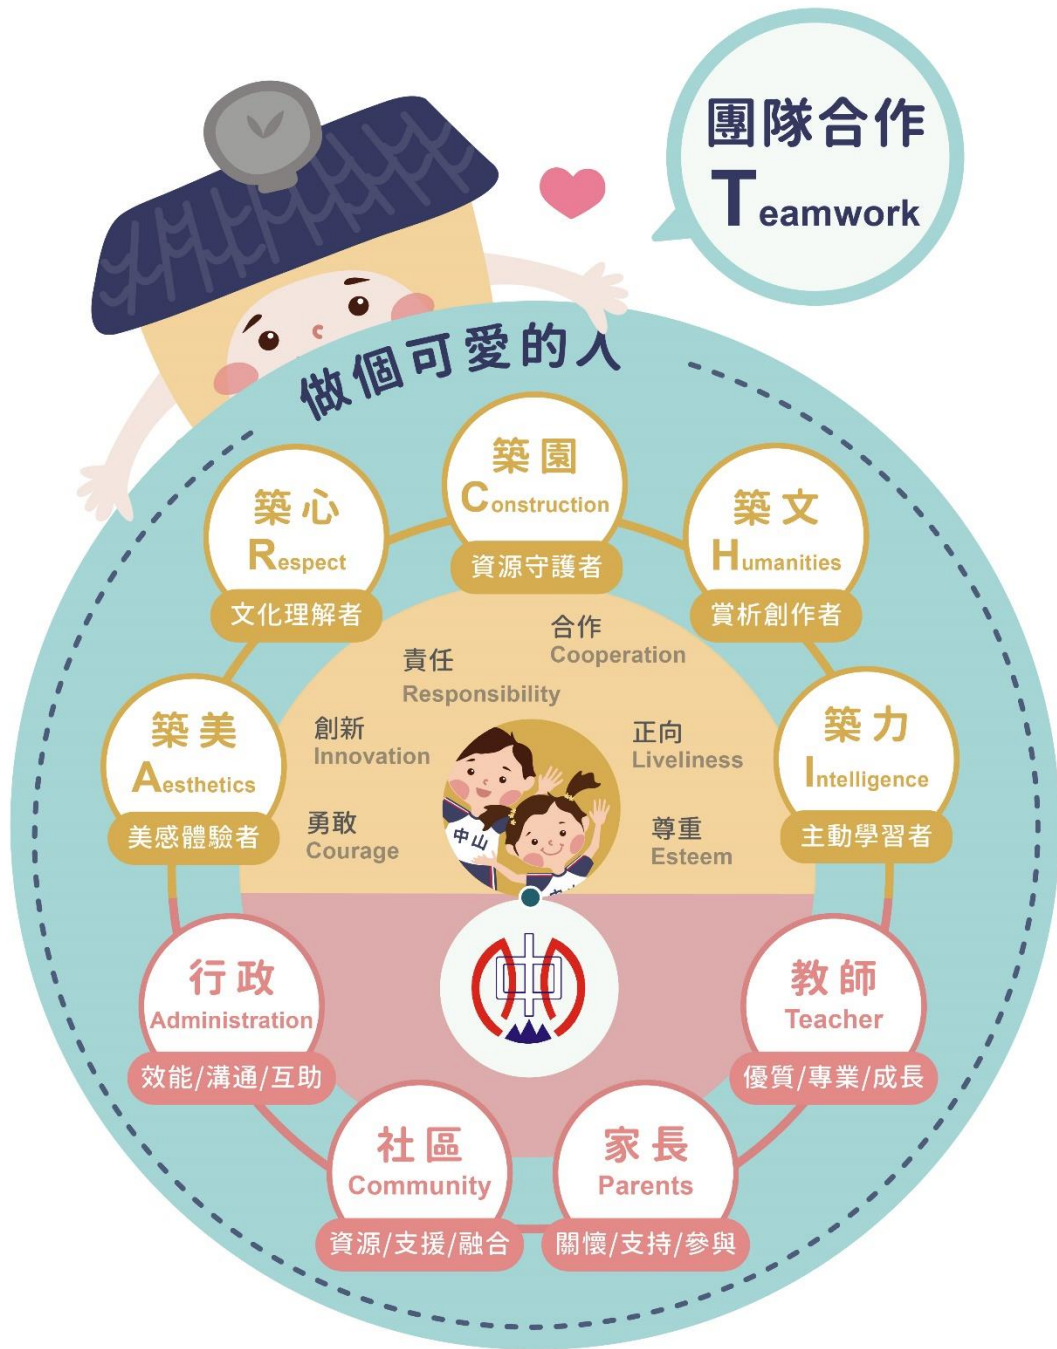 團隊合作
Teamwork
做個可愛的人
築園
Construction
資源守護者
築心
Respect
文化理解者
築文
Humanities
賞析創作者
築美
Aesthetics
美感體驗者
築力
Intelligence
主動學習者
合作
Cooperation
責任
Responsibility
創新
Innovation
正向
Liveliness
勇敢
Courage
尊重
Esteem
中山
中山
中
行政
Administration
效能/溝通/互助
教師
Teacher
優質/專業/成長
社區
Community
資源/支援/融合
家長
Parents
關懷/支持/參與